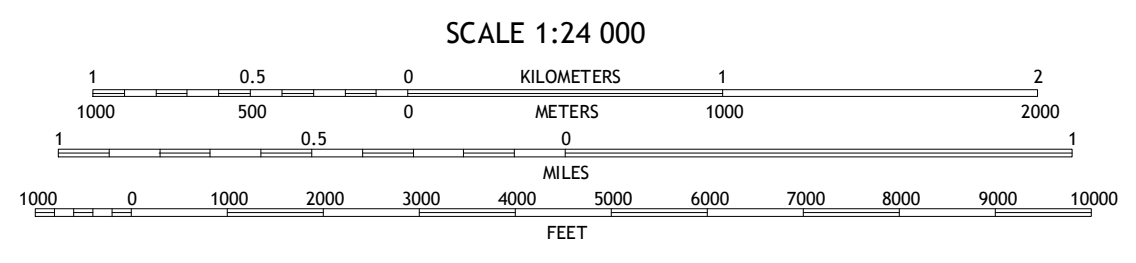 SCALE 1:24 000
1 0.5 0 KILOMETERS 1 2
1000 500 0 METERS 1000 2000
1 0.5 0 1
MILES
1000 0 1000 2000 3000 4000 5000 6000 7000 8000 9000 10000
FEET